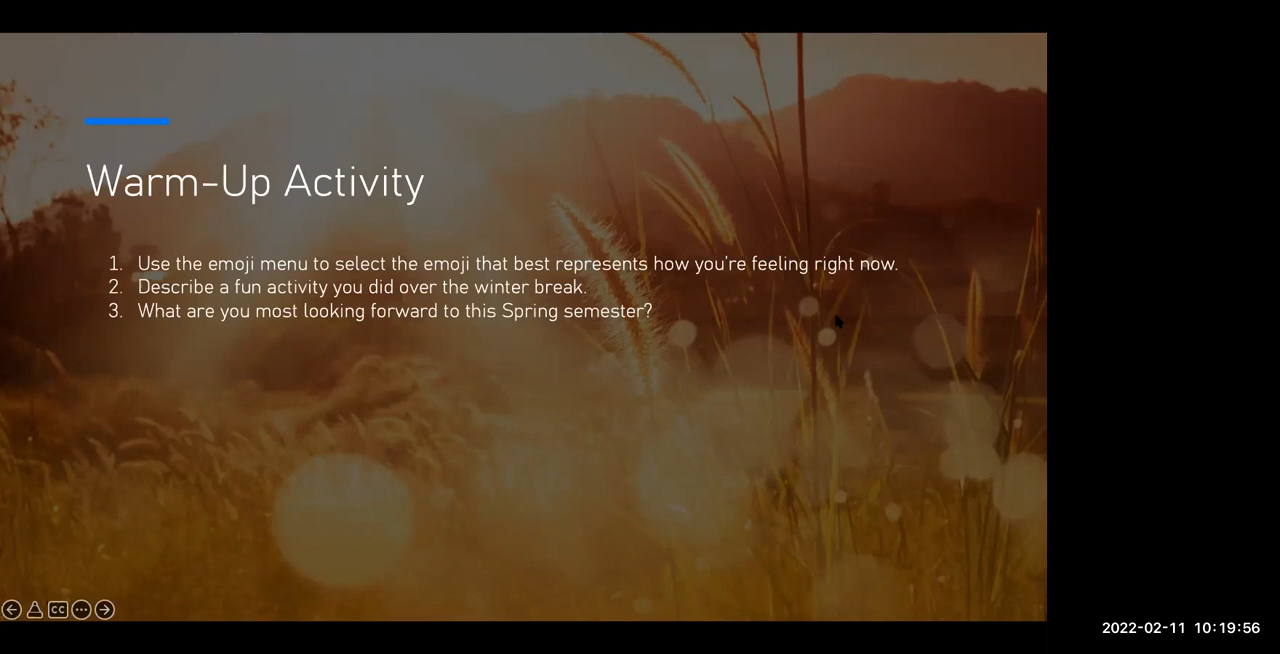 Warm-Up Activity
1. Use the emoji menu to select the emoji that best represents how you're feeling right now.
2. Describe a fun activity you did over the winter break.
3. What are you most looking forward to this Spring semester?
CC
2022-02-11 10:19:56